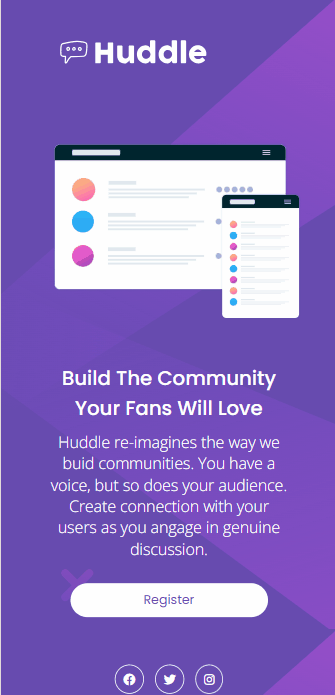 Huddle
Build The Community
Your Fans Will Love
Huddle re-imagines the way we
buid communities. You have a
voice, but so does your audience.
Create connection with your
users as you angage in genuine
discussion.
Register